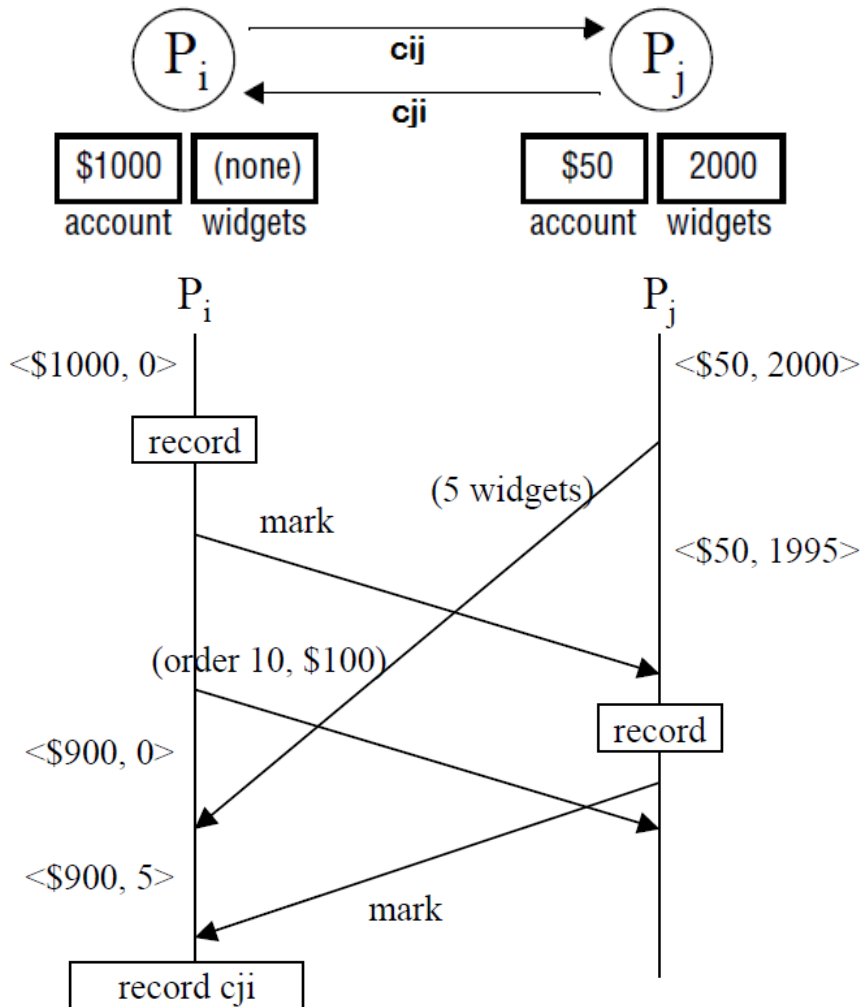 cij
Pi Pj
cji
$1000 (none) $50 2000
account widgets account widgets
Pi Pj
<$1000, 0> <$50, 2000>
record
(5 widgets)
mark
<$50, 1995>
(order 10, $100)
record
<$900, 0>
<$900, 5>
mark
record cji